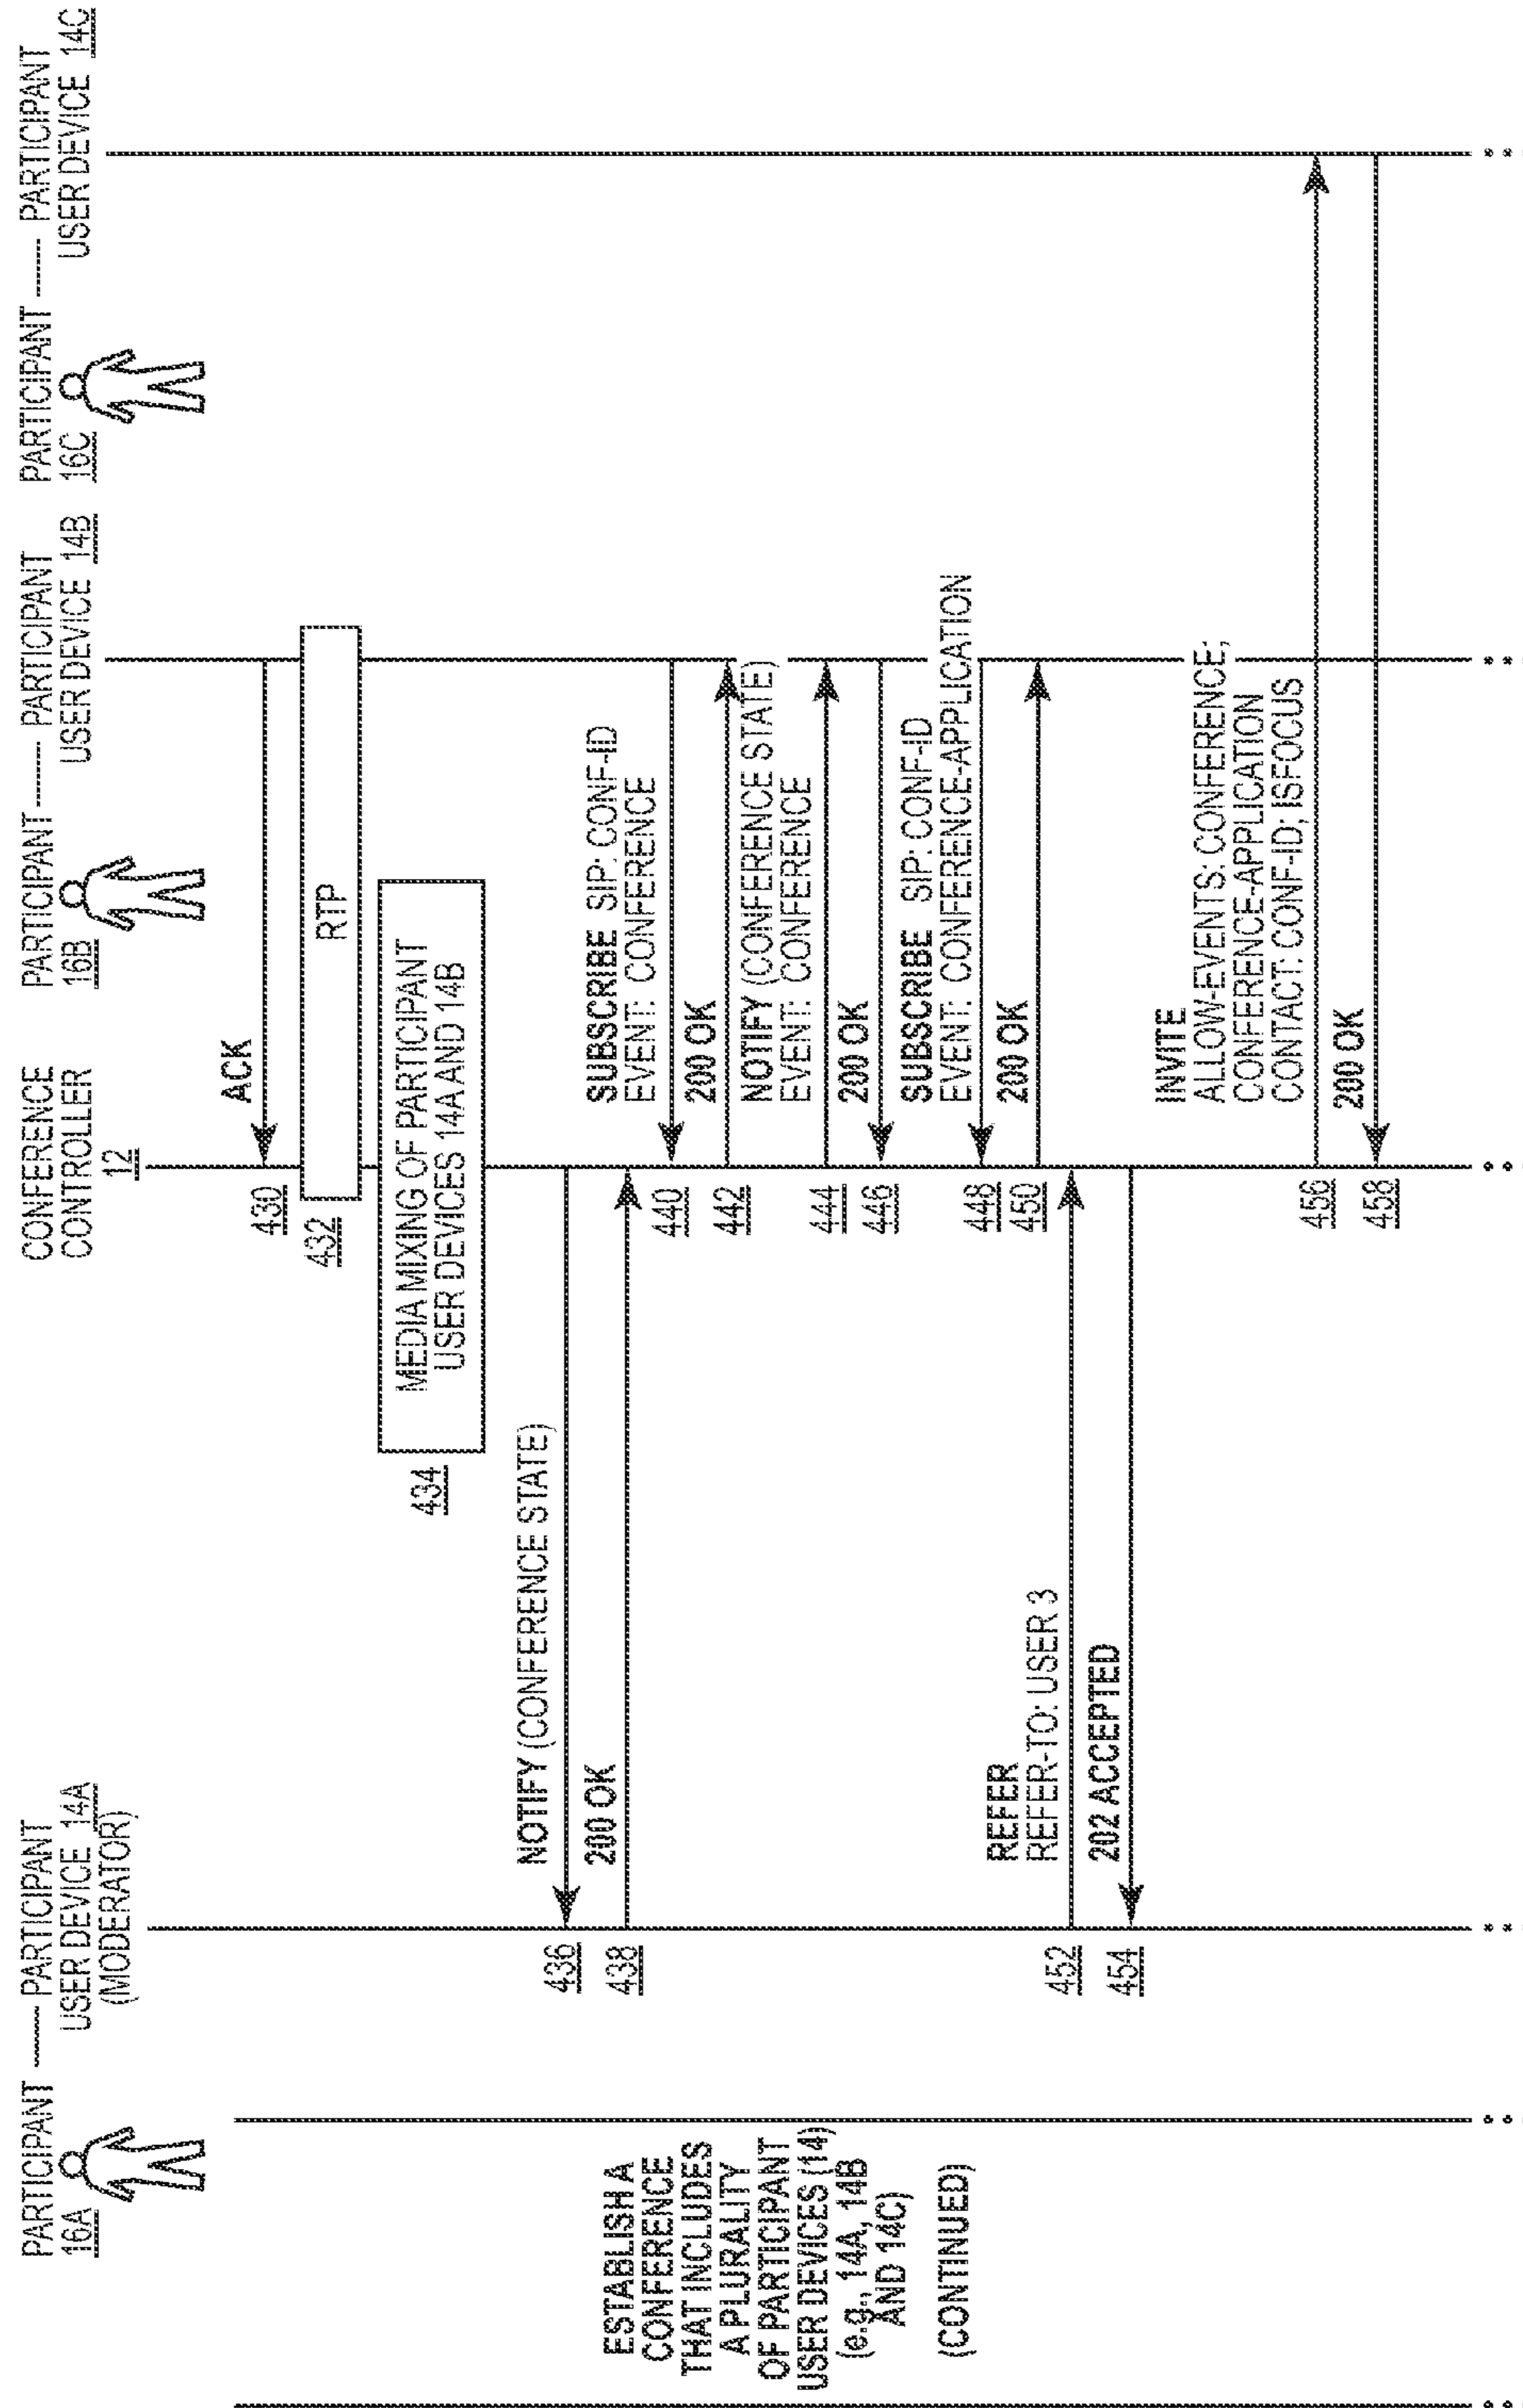 PARTICIPANT
16A
PARTICIPANT
USER DEVICE 14A
(MODERATOR)
CONFERENCE
CONTROLLER
12
PARTICIPANT
16B
PARTICIPANT
USER DEVICE 14B
PARTICIPANT
16C
PARTICIPANT
USER DEVICE 14C
ESTABLISH A
CONFERENCE
THAT INCLUDES
A PLURALITY
OF PARTICIPANT
USER DEVICES (14)
(e.g., 14A, 14B
AND 14C)
(CONTINUED)
430
ACK
432
RTP
434
MEDIA MIXING OF PARTICIPANT
USER DEVICES 14A AND 14B
436
NOTIFY (CONFERENCE STATE)
438
200 OK
440
SUBSCRIBE SIP: CONF-ID
EVENT: CONFERENCE
442
200 OK
444
NOTIFY (CONFERENCE STATE)
EVENT: CONFERENCE
446
200 OK
448
SUBSCRIBE SIP: CONF-ID
EVENT: CONFERENCE-APPLICATION
450
200 OK
452
REFER
REFER-TO: USER 3
454
202 ACCEPTED
456
INVITE
ALLOW-EVENTS: CONFERENCE;
CONFERENCE-APPLICATION
CONTACT: CONF-ID; ISFOCUS
458
200 OK